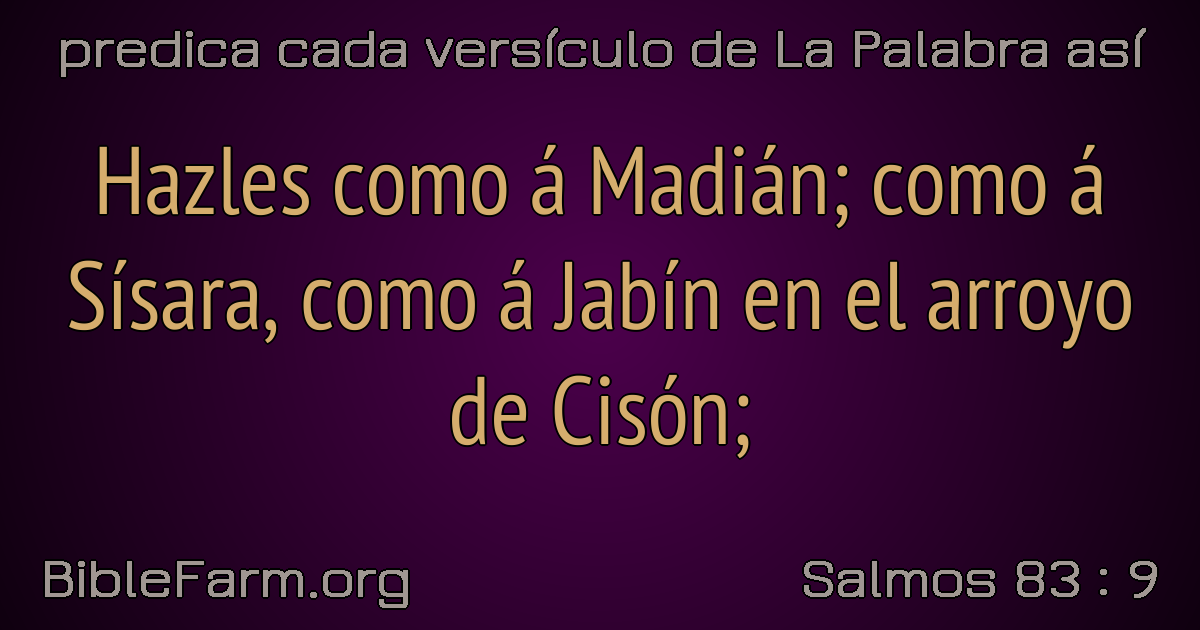 predica cada versículo de La Palabra así
Hazles como á Madián; como á
Sísara, como á Jabín en el arroyo
de Cisón;
BibleFarm.org
Salmos 83 : 9